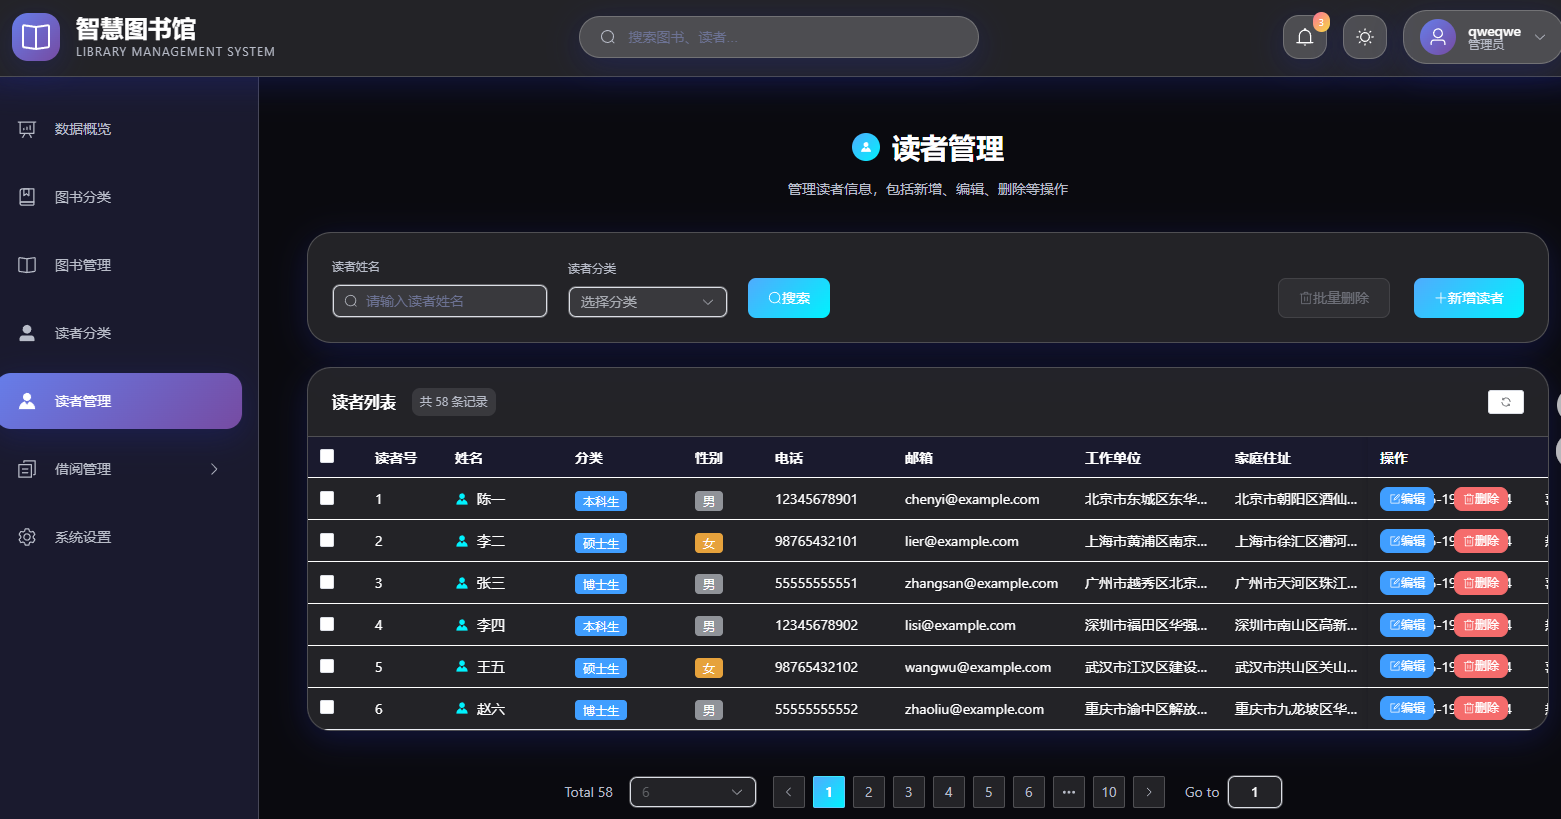 智慧图书馆
LIBRARY MANAGEMENT SYSTEM
搜索图书、读者...
3
qweqwe
管理员
数据概览
图书分类
图书管理
读者分类
读者管理
借阅管理
系统设置
读者管理
管理读者信息，包括新增、编辑、删除等操作
读者姓名
请输入读者姓名
读者分类
选择分类
搜索
批量删除
新增读者
读者列表 共 58 条记录
读者号 姓名 分类 性别 电话 邮箱 工作单位 家庭住址 操作
1 陈一 本科生 男 12345678901 chenyi@example.com 北京市东城区东华... 北京市朝阳区酒仙... 编辑 删除
2 李二 硕士生 女 98765432101 lier@example.com 上海市黄浦区南京... 上海市徐汇区漕河... 编辑 删除
3 张三 博士生 男 55555555551 zhangsan@example.com 广州市越秀区北京... 广州市天河区珠江... 编辑 删除
4 李四 本科生 男 12345678902 lisi@example.com 深圳市福田区华强... 深圳市南山区高新... 编辑 删除
5 王五 硕士生 女 98765432102 wangwu@example.com 武汉市江汉区建设... 武汉市洪山区关山... 编辑 删除
6 赵六 博士生 男 55555555552 zhaoliu@example.com 重庆市渝中区解放... 重庆市九龙坡区华... 编辑 删除
Total 58 6 1 2 3 4 5 6 ••• 10 Go to 1